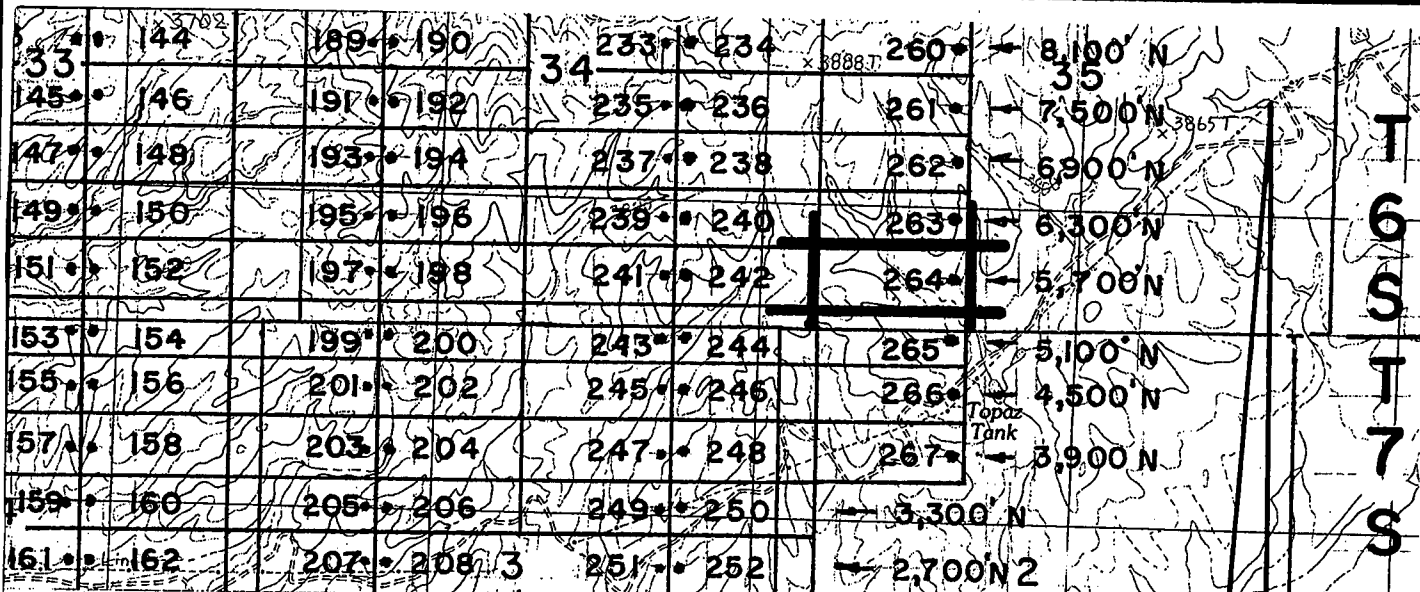 × 3702
144 189 190 233 234 260 8,100' N
33 34 × 3888T 35
145 146 191 192 235 236 261 7,500' N
× 3865T
147 148 193 194 237 238 262 6,900' N
149 150 195 196 239 240 263 6,300' N
151 152 197 198 241 242 264 5,700' N
153 154 199 200 243 244 265 5,100' N
155 156 201 202 245 246 266 4,500' N
Topaz
Tank
157 158 203 204 247 248 267 3,900' N
159 160 205 206 249 250 3,300' N
161 162 207 208 3 251 252 2,700' N 2
T
6
S
T
7
S